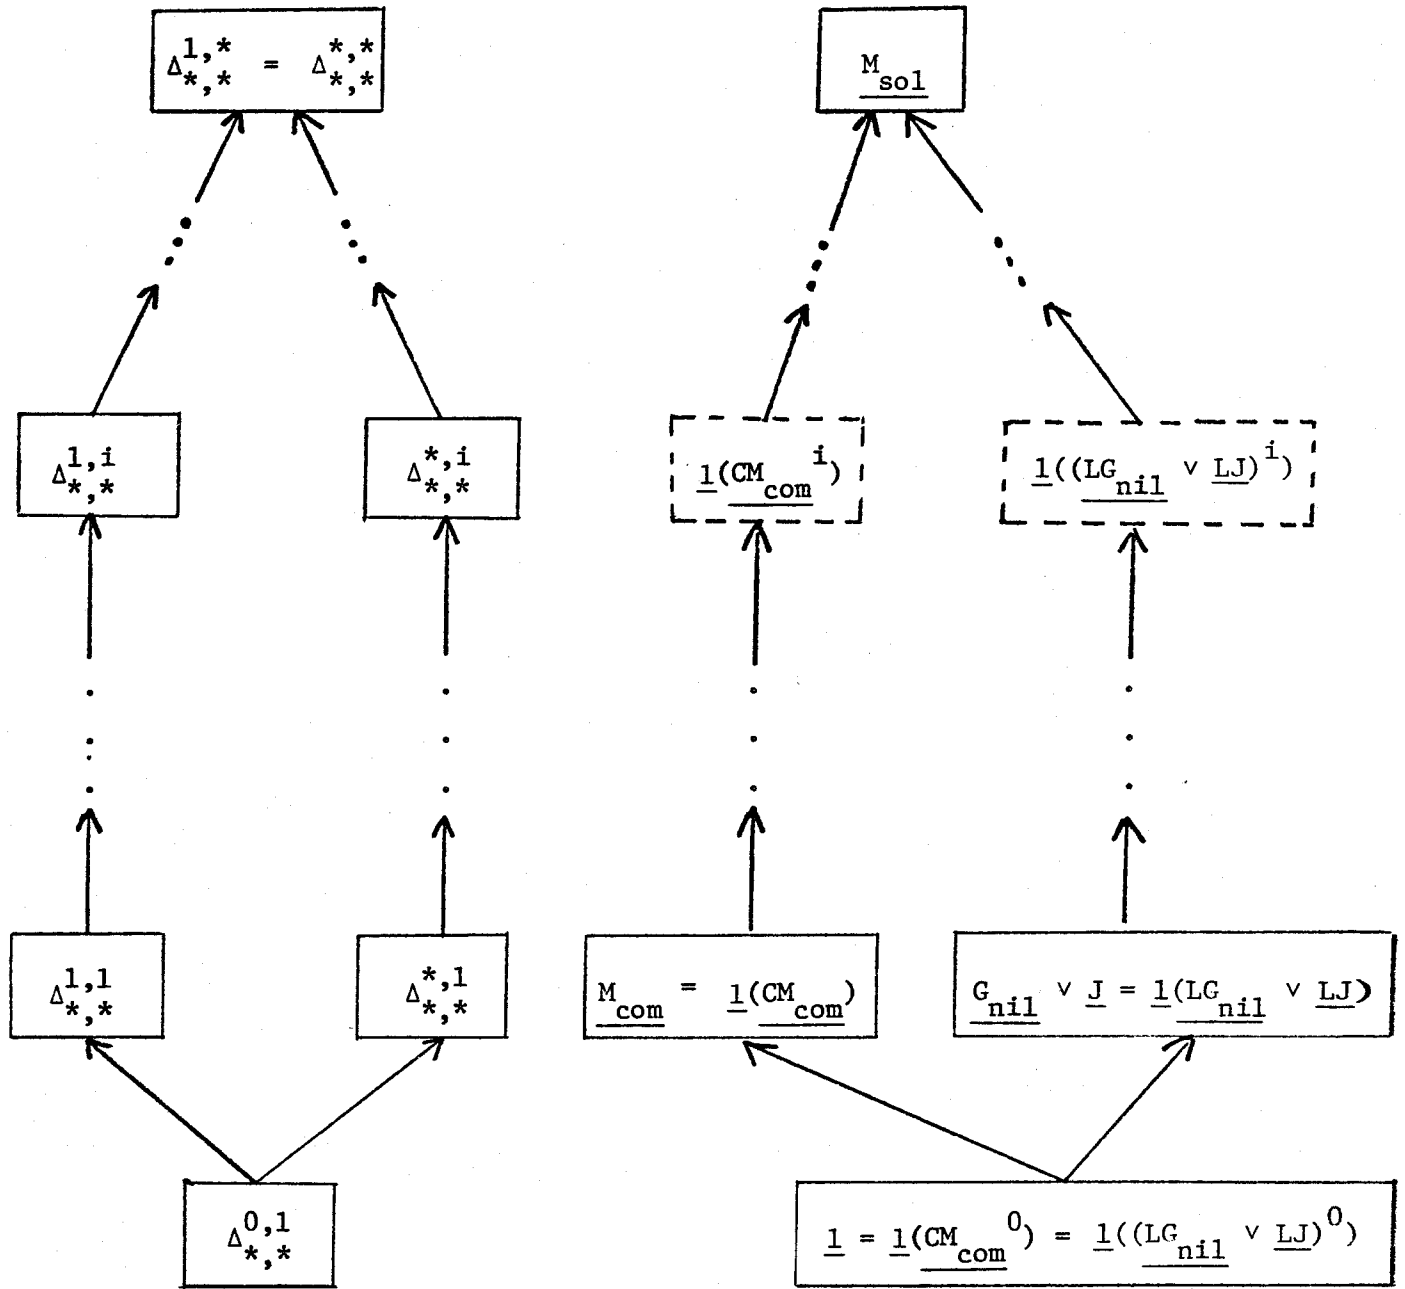 Δ^{1,*}_{*,*} = Δ^{*,*}_{*,*}
M_sol
Δ^{1,i}_{*,*}
Δ^{*,i}_{*,*}
1(CM_com^i)
1((LG_nil ∨ LJ)^i)
Δ^{1,1}_{*,*}
Δ^{*,1}_{*,*}
M_com = 1(CM_com)
G_nil ∨ J = 1(LG_nil ∨ LJ)
Δ^{0,1}_{*,*}
1 = 1(CM_com^0) = 1((LG_nil ∨ LJ)^0)